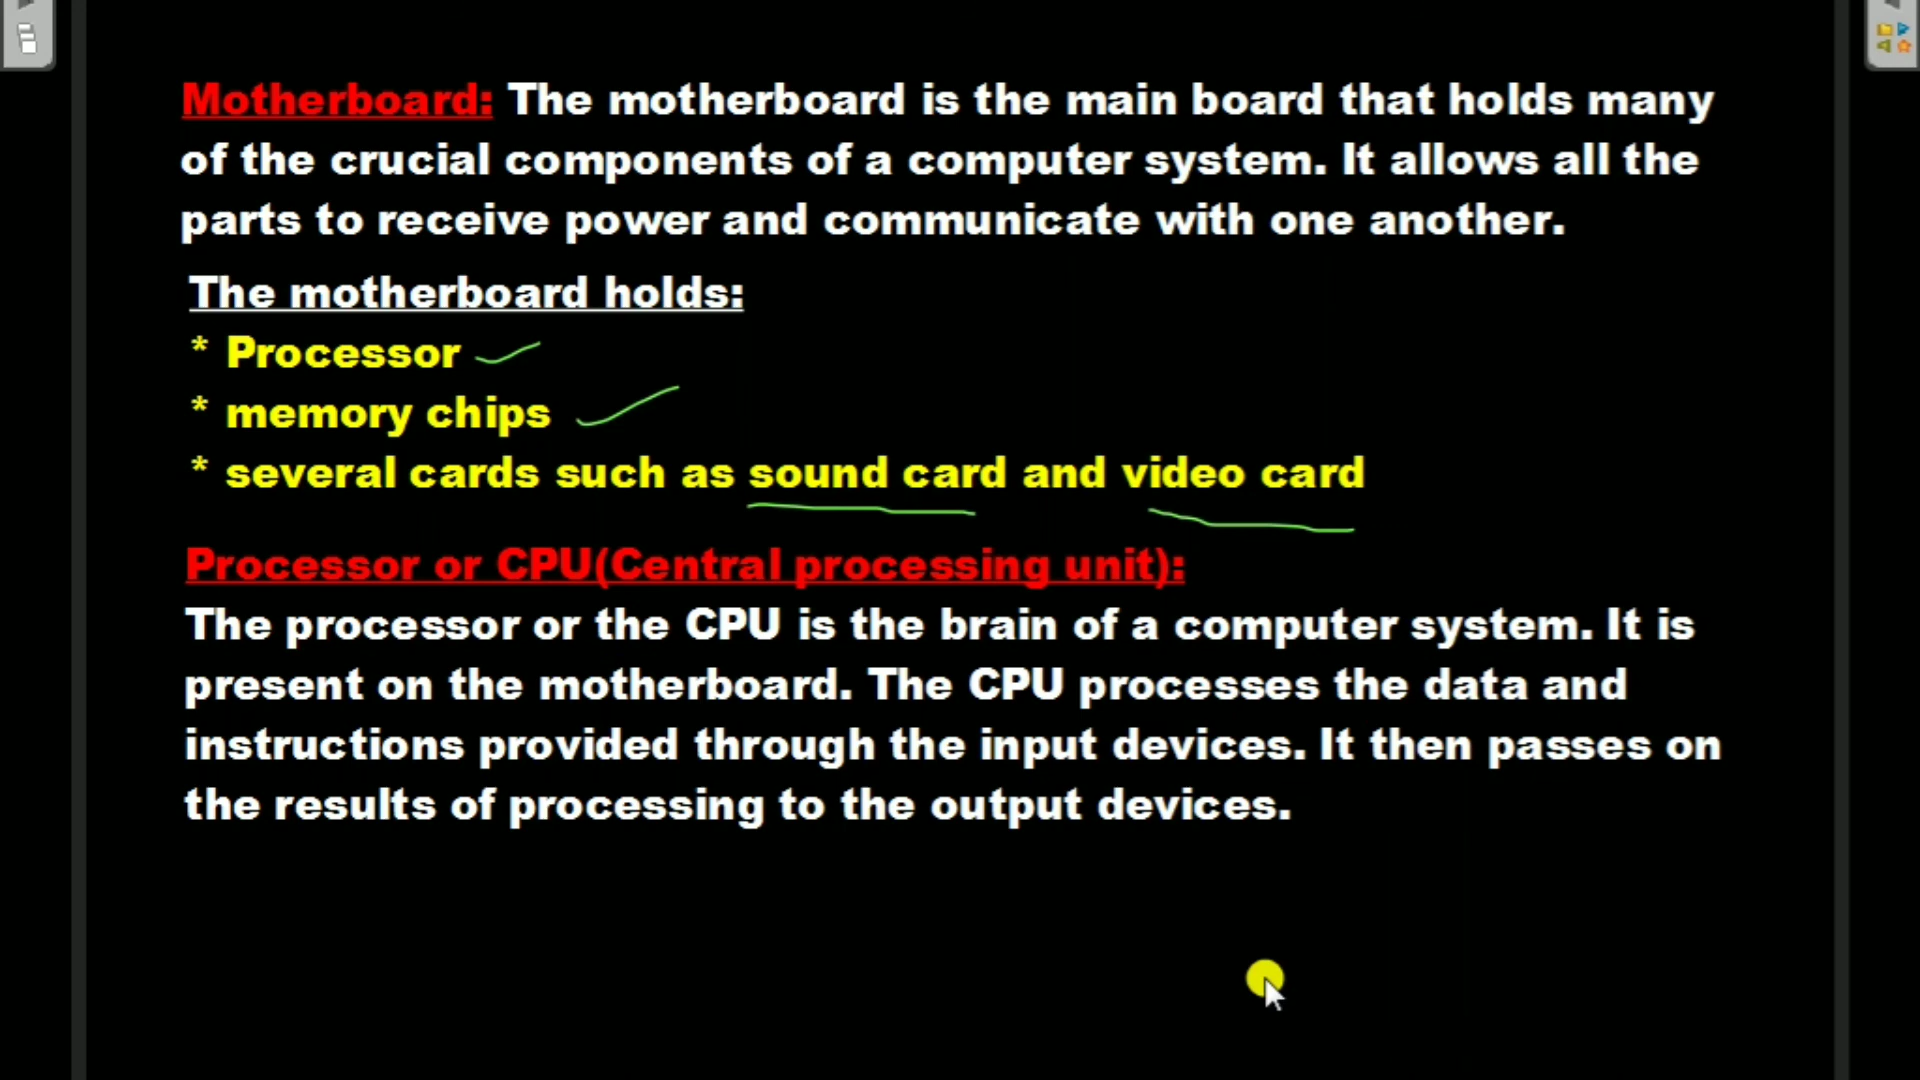 Motherboard: The motherboard is the main board that holds many
of the crucial components of a computer system. It allows all the
parts to receive power and communicate with one another.
The motherboard holds:
* Processor
* memory chips
* several cards such as sound card and video card
Processor or CPU(Central processing unit):
The processor or the CPU is the brain of a computer system. It is
present on the motherboard. The CPU processes the data and
instructions provided through the input devices. It then passes on
the results of processing to the output devices.